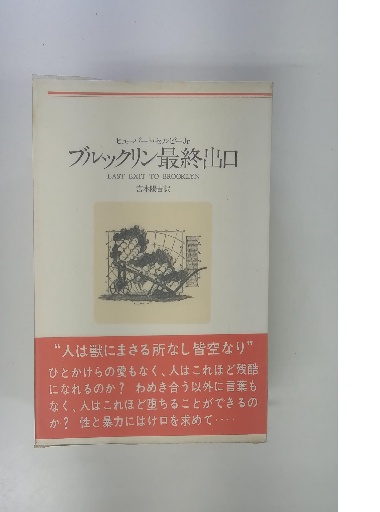 ヒューバート・セルビーJr.
ブルックリン最終出口
LAST EXIT TO BROOKLYN
宮本陽吉訳
“人は獣にまさる所なし皆空なり”
ひとかけらの愛もなく、人はこれほど残酷
になれるのか？ わめき合う以外に言葉も
なく、人はこれほど堕ちることができるの
か？ 性と暴力にはけ口を求めて‥‥